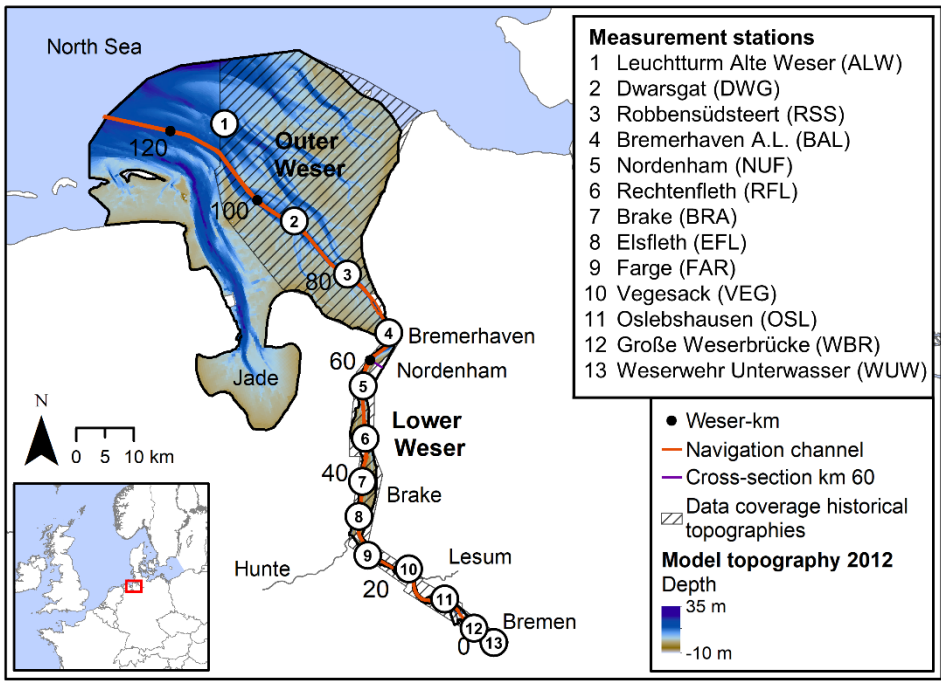 North Sea
120
1
Outer
Weser
100
2
80
3
4
Bremerhaven
60
Nordenham
Jade
5
Lower
Weser
6
40
7
Brake
8
9
10
Lesum
Hunte
20
11
12
Bremen
0
13
N
0 5 10 km
Measurement stations
1 Leuchtturm Alte Weser (ALW)
2 Dwarsgat (DWG)
3 Robbensüdsteert (RSS)
4 Bremerhaven A.L. (BAL)
5 Nordenham (NUF)
6 Rechtenfleth (RFL)
7 Brake (BRA)
8 Elsfleth (EFL)
9 Farge (FAR)
10 Vegesack (VEG)
11 Oslebshausen (OSL)
12 Große Weserbrücke (WBR)
13 Weserwehr Unterwasser (WUW)
Weser-km
Navigation channel
Cross-section km 60
Data coverage historical
topographies
Model topography 2012
Depth
35 m
-10 m